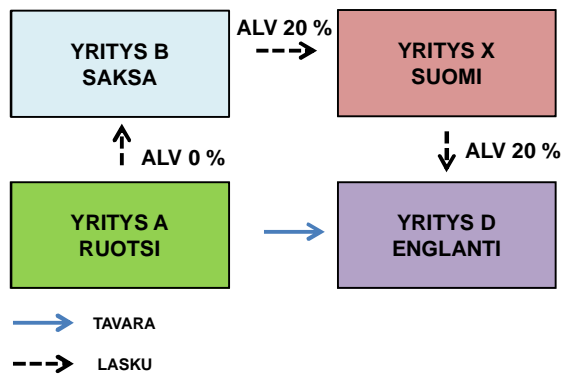 YRITYS B
SAKSA
ALV 20 %
YRITYS X
SUOMI
ALV 0 %
ALV 20 %
YRITYS A
RUOTSI
YRITYS D
ENGLANTI
TAVARA
LASKU